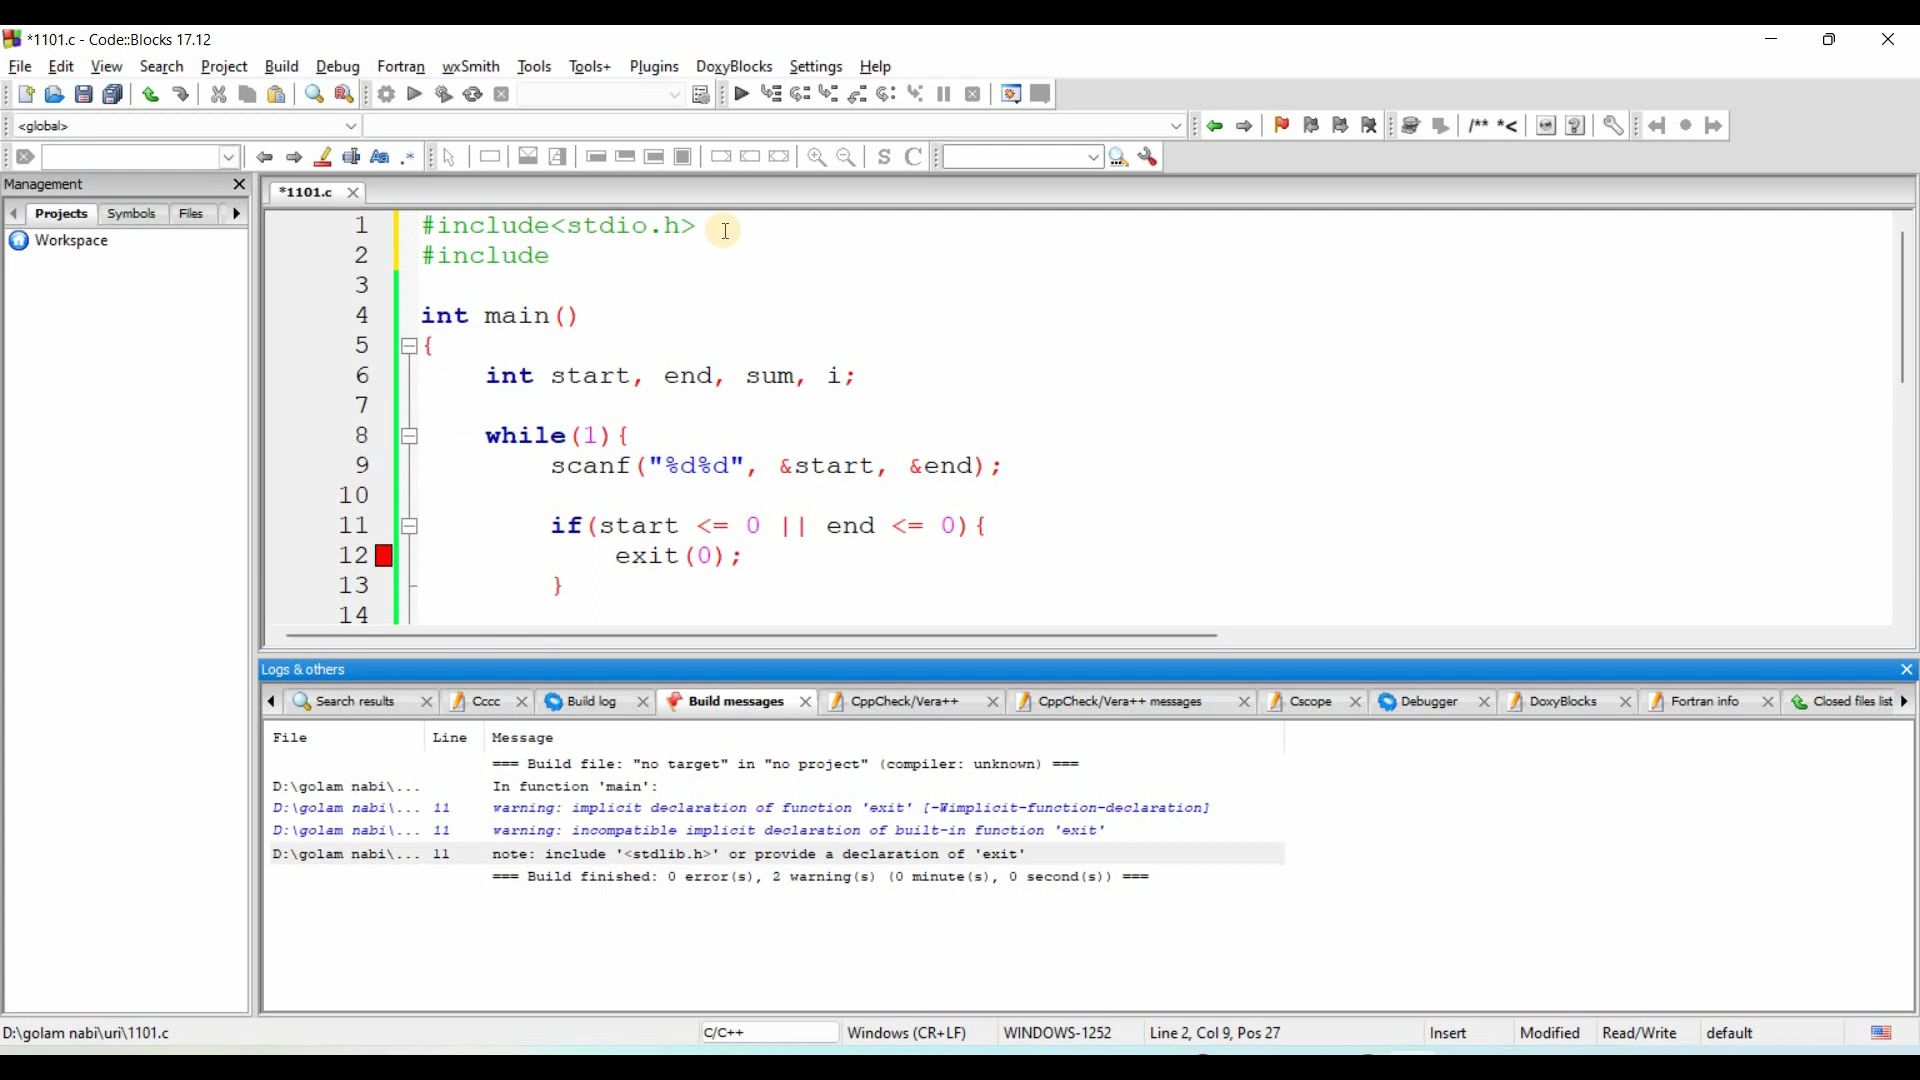 *1101.c - Code::Blocks 17.12
File Edit View Search Project Build Debug Fortran wxSmith Tools Tools+ Plugins DoxyBlocks Settings Help
<global>
/** *<
Aa .* S C
Management
*1101.c
Projects Symbols Files
Workspace
1 #include<stdio.h>
2 #include
3
4 int main()
5 {
6 int start, end, sum, i;
7
8 while(1){
9 scanf("%d%d", &start, &end);
10
11 if(start <= 0 || end <= 0){
12 exit(0);
13 }
14
Logs & others
Search results Cccc Build log Build messages CppCheck/Vera++ CppCheck/Vera++ messages Cscope Debugger DoxyBlocks Fortran info Closed files list
File Line Message
=== Build file: "no target" in "no project" (compiler: unknown) ===
D:\golam nabi\... In function 'main':
D:\golam nabi\... 11 warning: implicit declaration of function 'exit' [-Wimplicit-function-declaration]
D:\golam nabi\... 11 warning: incompatible implicit declaration of built-in function 'exit'
D:\golam nabi\... 11 note: include '<stdlib.h>' or provide a declaration of 'exit'
=== Build finished: 0 error(s), 2 warning(s) (0 minute(s), 0 second(s)) ===
D:\golam nabi\uri\1101.c C/C++ Windows (CR+LF) WINDOWS-1252 Line 2, Col 9, Pos 27 Insert Modified Read/Write default